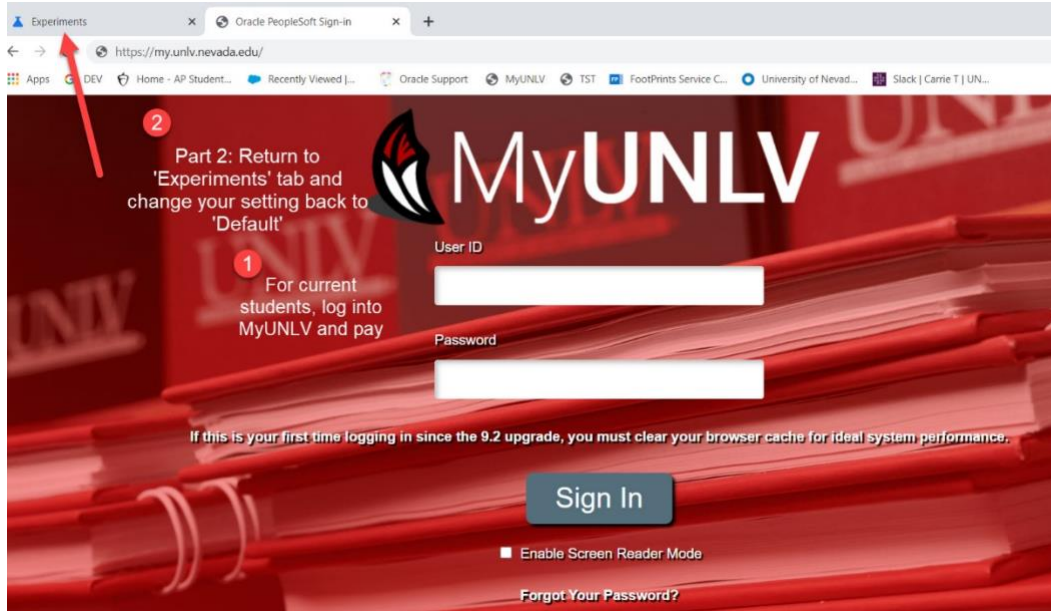 Experiments
Oracle PeopleSoft Sign-in
https://my.unlv.nevada.edu/
Apps
DEV
Home - AP Student...
Recently Viewed |...
Oracle Support
MyUNLV
TST
FootPrints Service C...
University of Nevad...
Slack | Carrie T | UN...
2
Part 2: Return to
'Experiments' tab and
change your setting back to
'Default'
MyUNLV
UNLV
UNLV
UNLV
User ID
1
For current
students, log into
MyUNLV and pay
Password
If this is your first time logging in since the 9.2 upgrade, you must clear your browser cache for ideal system performance.
Sign In
Enable Screen Reader Mode
Forgot Your Password?